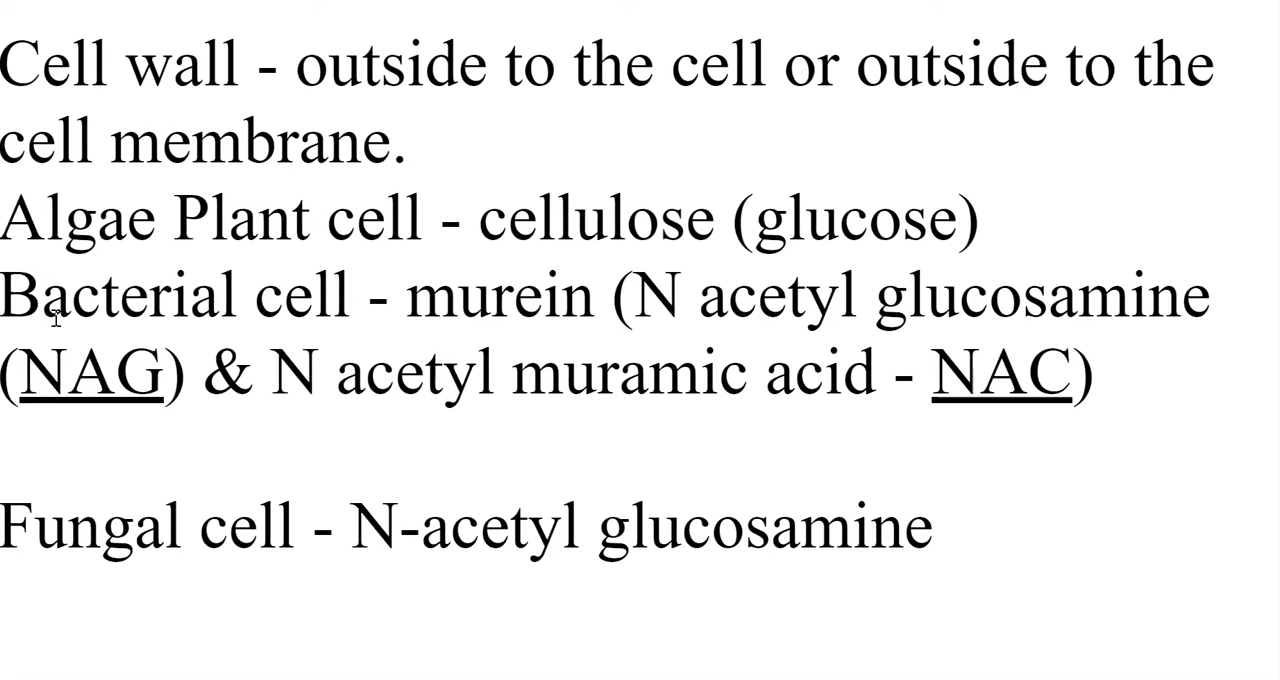 Cell wall - outside to the cell or outside to the
cell membrane.
Algae Plant cell - cellulose (glucose)
Bacterial cell - murein (N acetyl glucosamine
(NAG) & N acetyl muramic acid - NAC)
Fungal cell - N-acetyl glucosamine